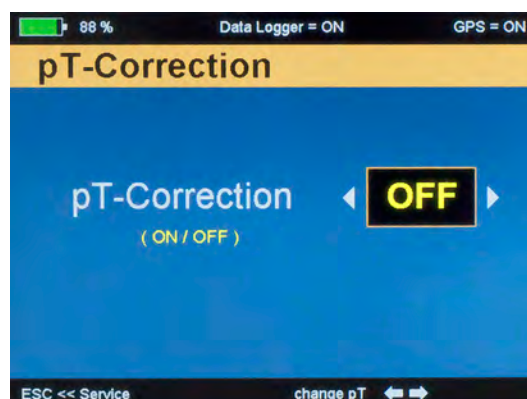 88 % Data Logger = ON GPS = ON
pT-Correction
pT-Correction OFF
( ON / OFF )
ESC << Service change pT